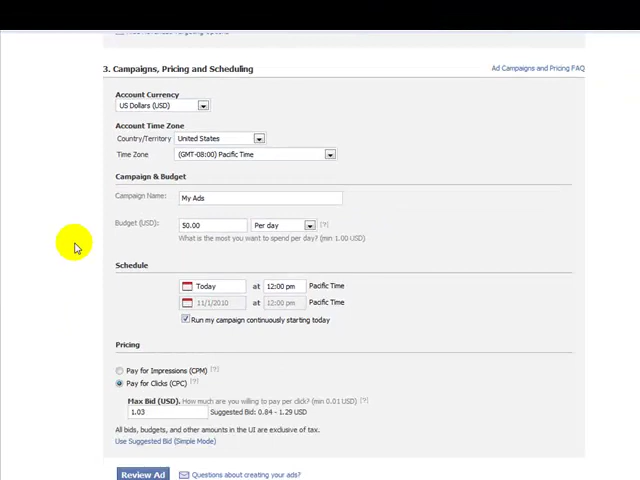 3. Campaigns, Pricing and Scheduling
Ad Campaigns and Pricing FAQ
Account Currency
US Dollars (USD)
Account Time Zone
Country/Territory United States
Time Zone (GMT-08:00) Pacific Time
Campaign & Budget
Campaign Name: My Ads
Budget (USD): 50.00 Per day [?]
What is the most you want to spend per day? (min 1.00 USD)
Schedule
Today at 12:00 pm Pacific Time
11/1/2010 at 12:00 pm Pacific Time
Run my campaign continuously starting today
Pricing
Pay for Impressions (CPM) [?]
Pay for Clicks (CPC) [?]
Max Bid (USD). How much are you willing to pay per click? (min 0.01 USD) [?]
1.03 Suggested Bid: 0.84 - 1.29 USD
All bids, budgets, and other amounts in the UI are exclusive of tax.
Use Suggested Bid (Simple Mode)
Review Ad Questions about creating your ads?